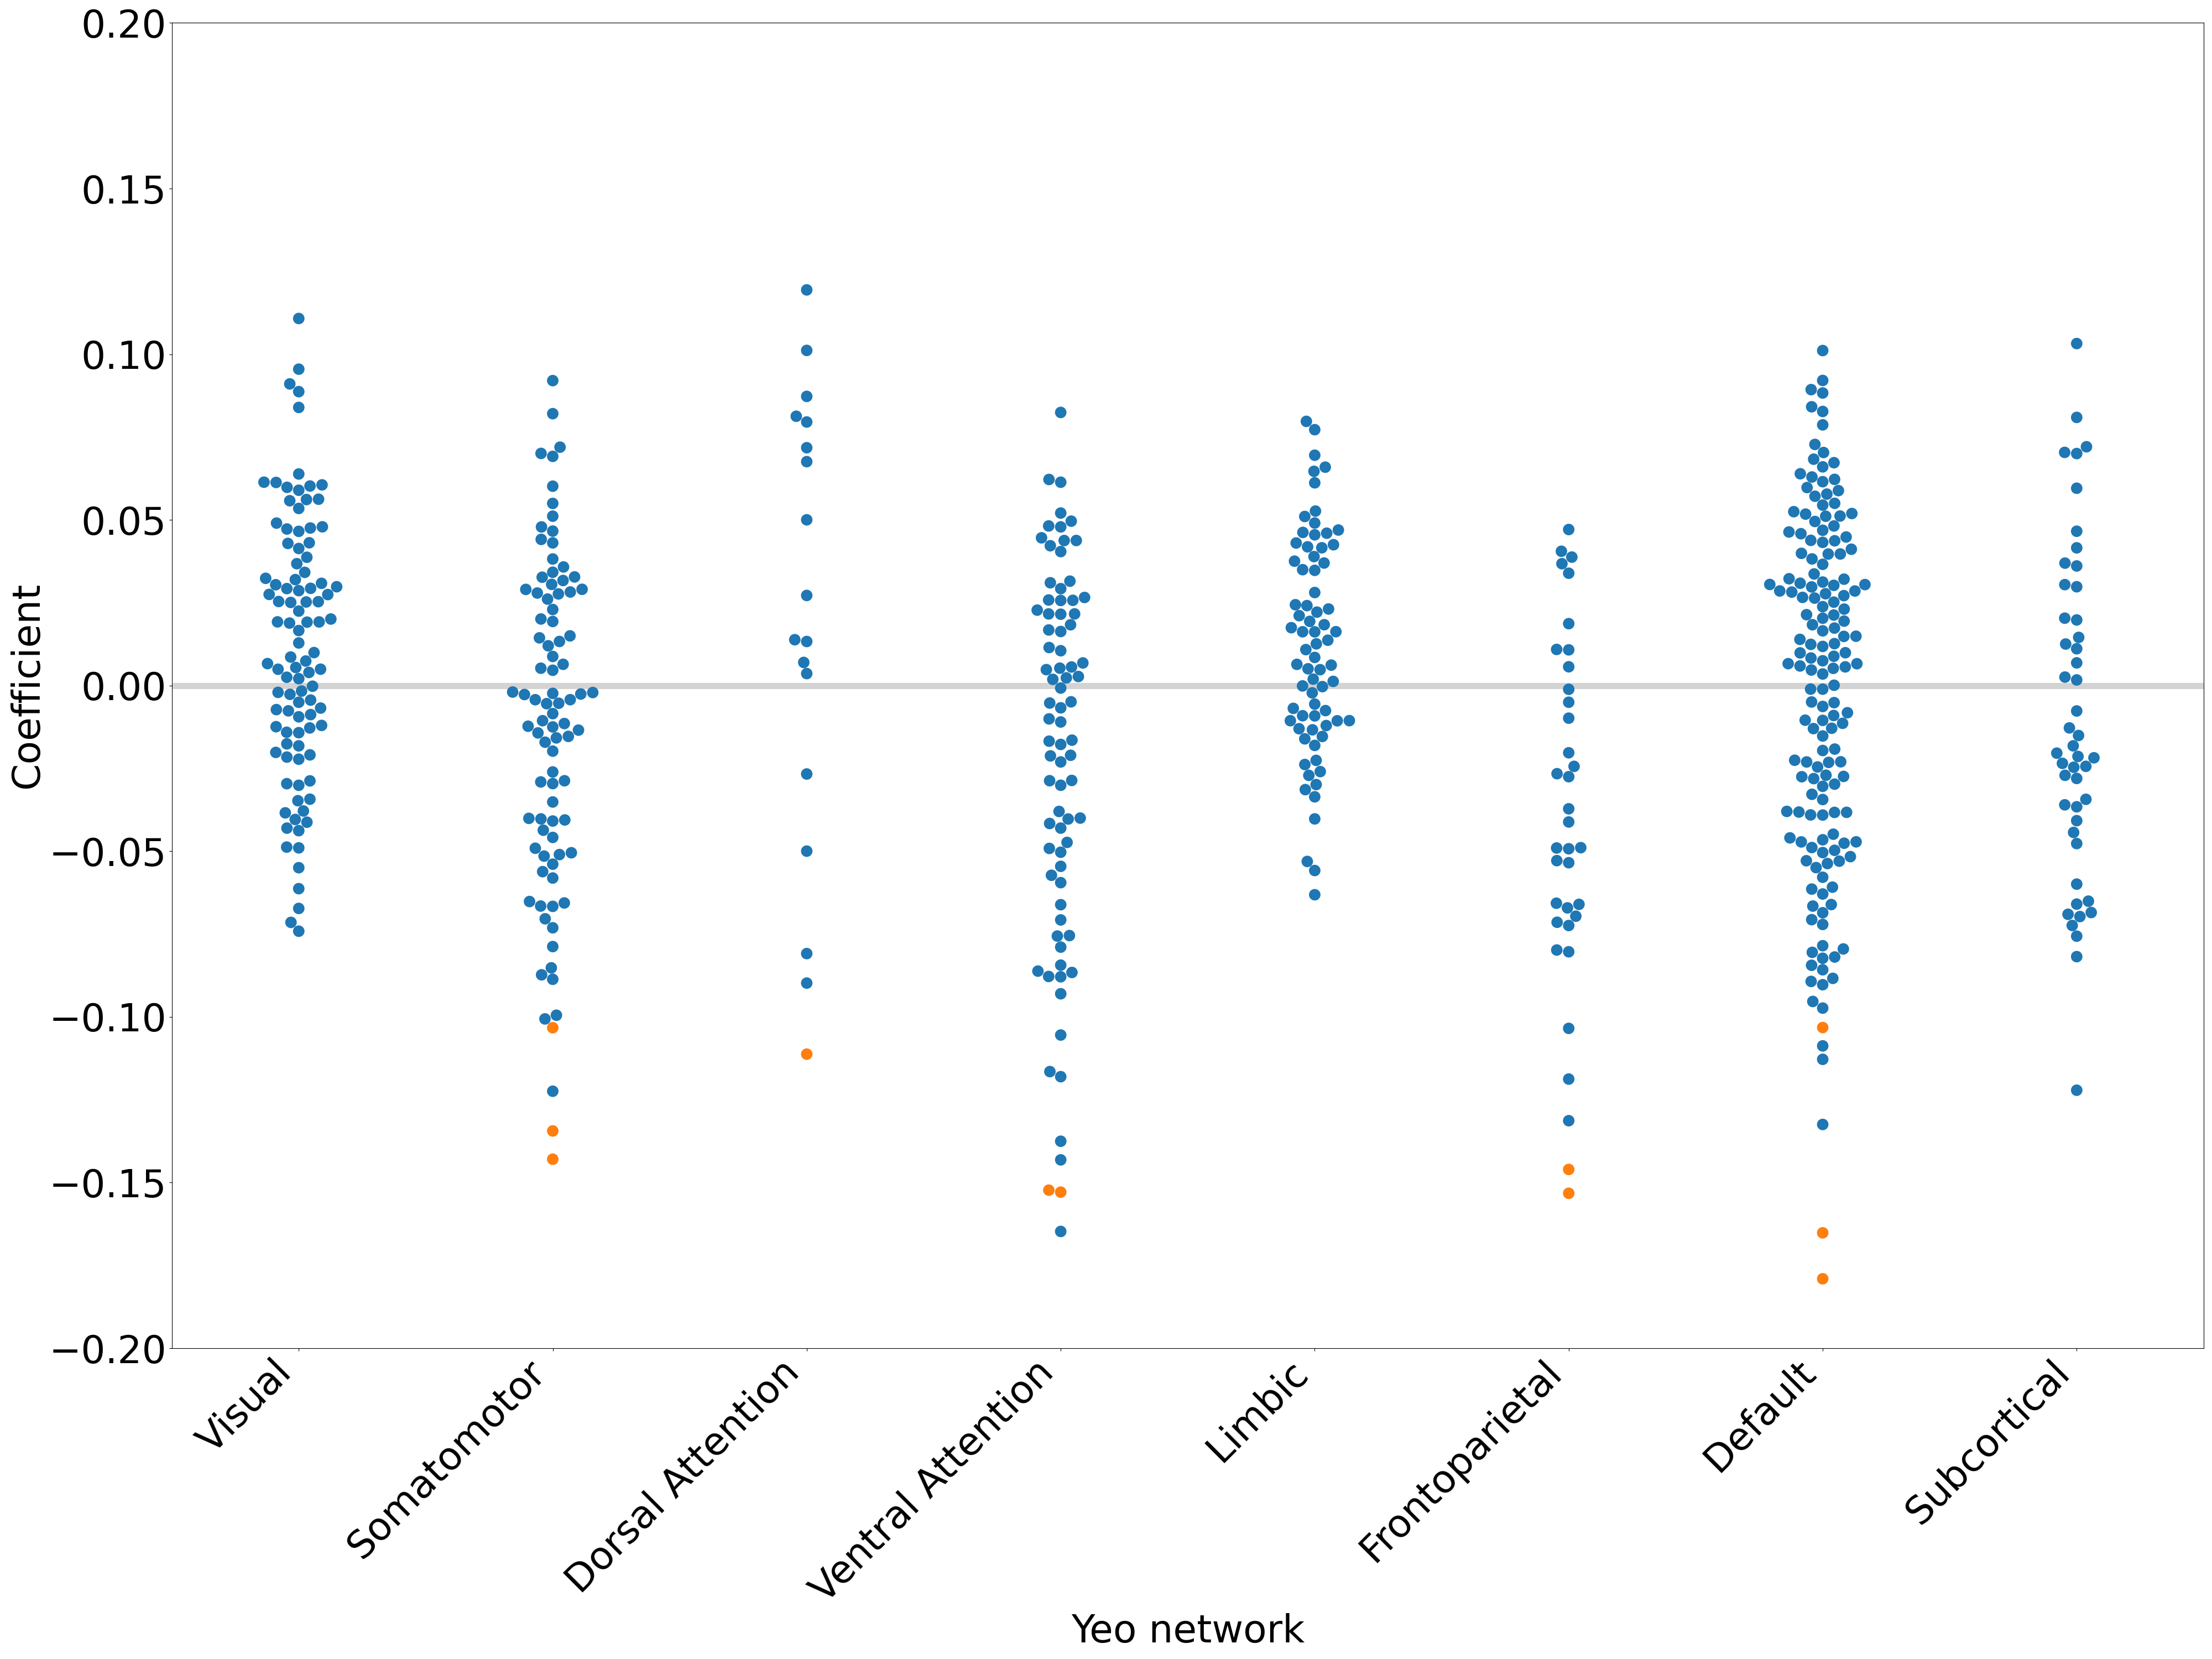 0.20
0.15
0.10
0.05
0.00
−0.05
−0.10
−0.15
−0.20
Coefficient
Visual
Somatomotor
Dorsal Attention
Ventral Attention
Limbic
Frontoparietal
Default
Subcortical
Yeo network